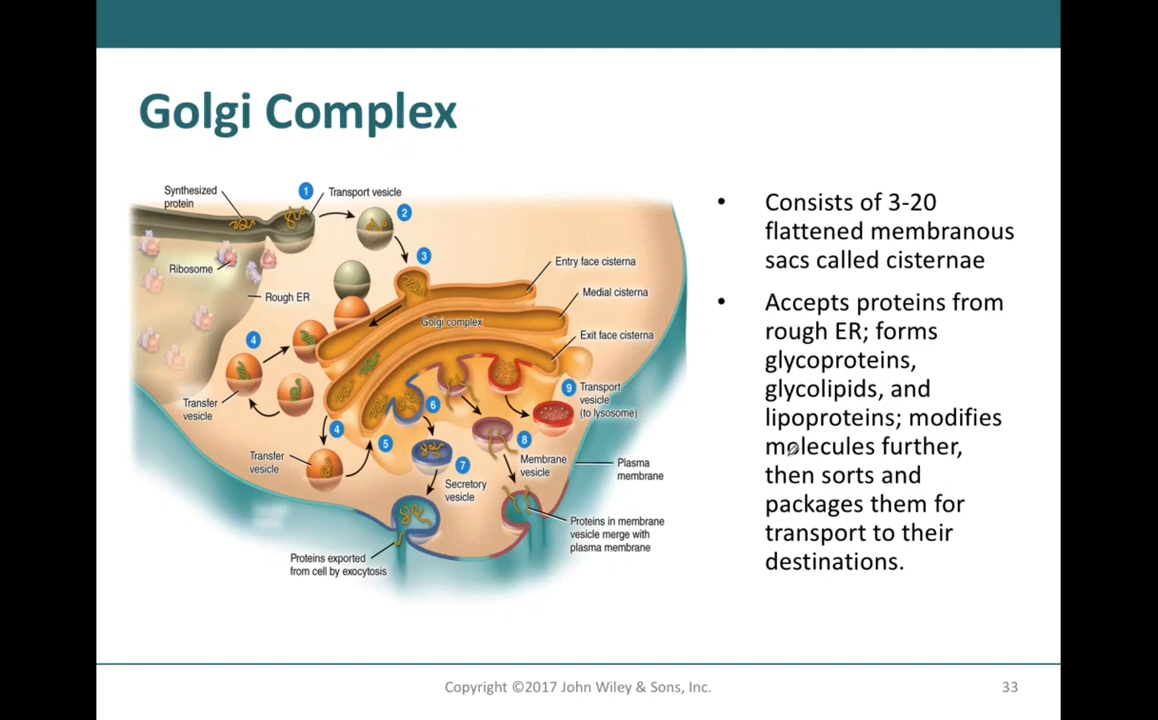 Golgi Complex
Synthesized
protein
1
Transport vesicle
2
3
Ribosome
Rough ER
Entry face cisterna
Medial cisterna
Golgi complex
Exit face cisterna
4
Transfer
vesicle
9 Transport
vesicle
(to lysosome)
6
4
5
8
Transfer
vesicle
Membrane
vesicle
7
Secretory
vesicle
Plasma
membrane
Proteins in membrane
vesicle merge with
plasma membrane
Proteins exported
from cell by exocytosis
• Consists of 3-20
flattened membranous
sacs called cisternae
• Accepts proteins from
rough ER; forms
glycoproteins,
glycolipids, and
lipoproteins; modifies
molecules further,
then sorts and
packages them for
transport to their
destinations.
Copyright ©2017 John Wiley & Sons, Inc.
33